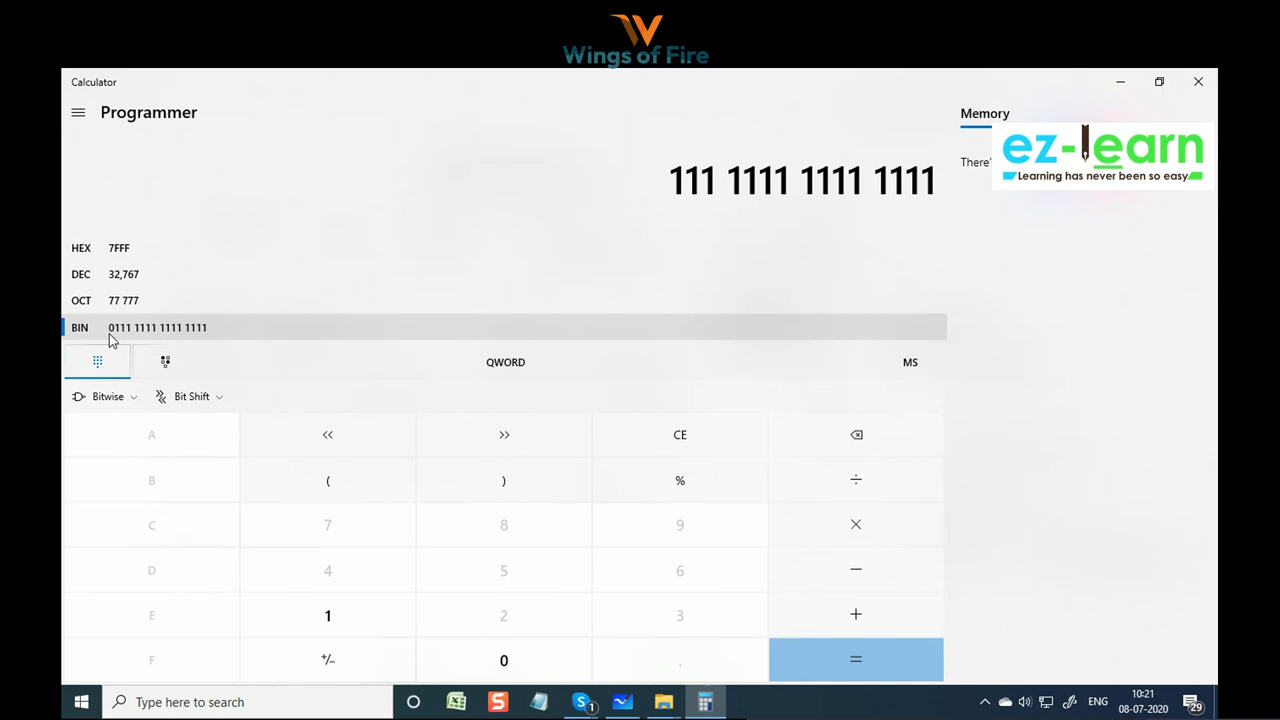 Wings of Fire
Calculator
Programmer
Memory
ez-learn
Learning has never been so easy
There'
111 1111 1111 1111
HEX 7FFF
DEC 32,767
OCT 77 777
BIN 0111 1111 1111 1111
QWORD MS
Bitwise Bit Shift
A << >> CE
B ( ) % ÷
C 7 8 9 ×
D 4 5 6 −
E 1 2 3 +
F +/− 0 . =
Type here to search
1
ENG
10:21
08-07-2020
29